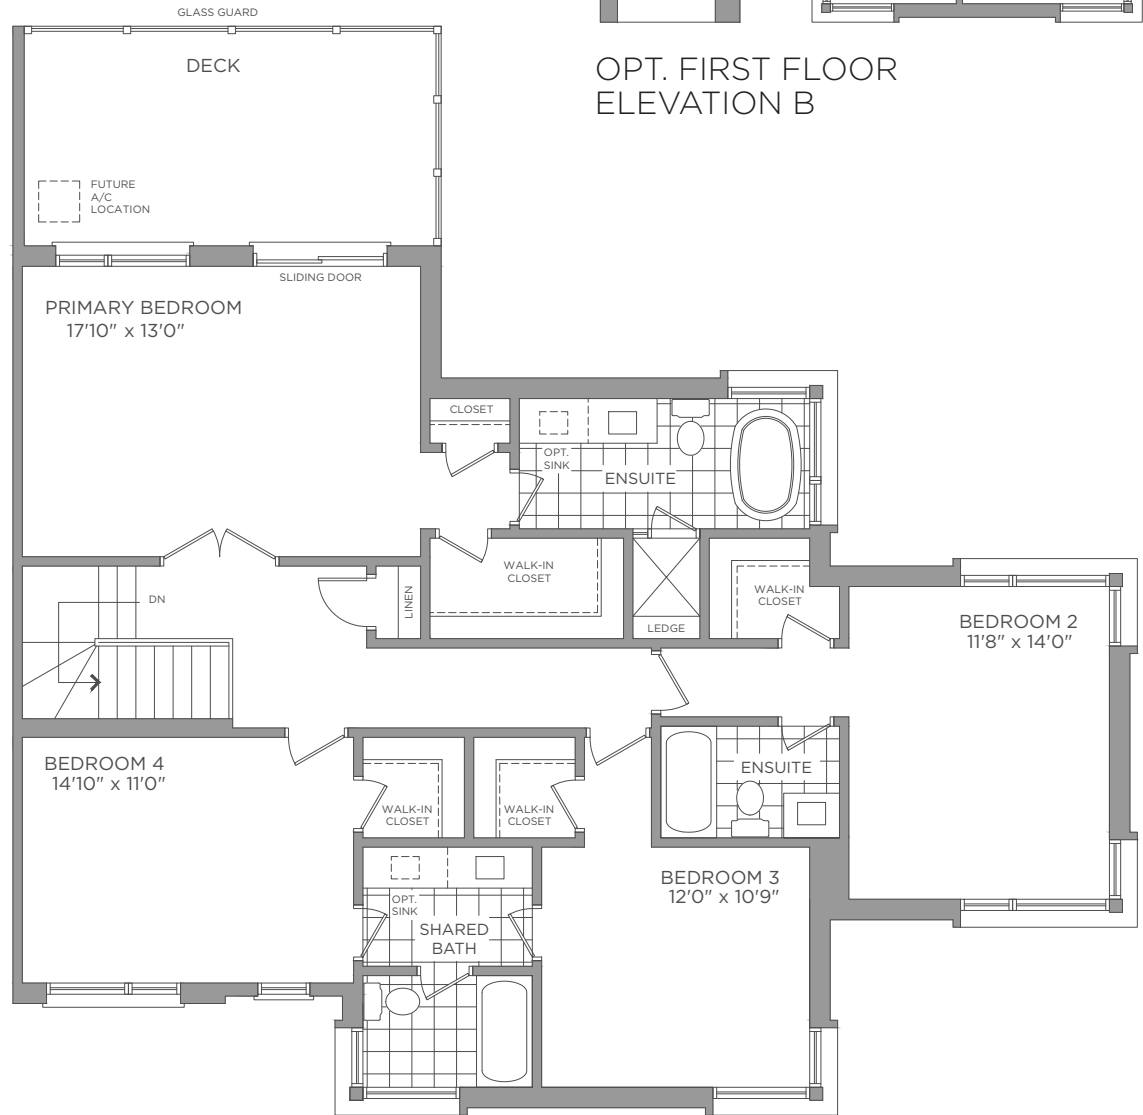 GLASS GUARD
DECK
OPT. FIRST FLOOR
ELEVATION B
FUTURE
A/C
LOCATION
SLIDING DOOR
PRIMARY BEDROOM
17'10" x 13'0"
CLOSET
OPT.
SINK
ENSUITE
WALK-IN
CLOSET
LINEN
DN
LEDGE
WALK-IN
CLOSET
BEDROOM 2
11'8" x 14'0"
BEDROOM 4
14'10" x 11'0"
WALK-IN
CLOSET
WALK-IN
CLOSET
ENSUITE
BEDROOM 3
12'0" x 10'9"
OPT.
SINK
SHARED
BATH